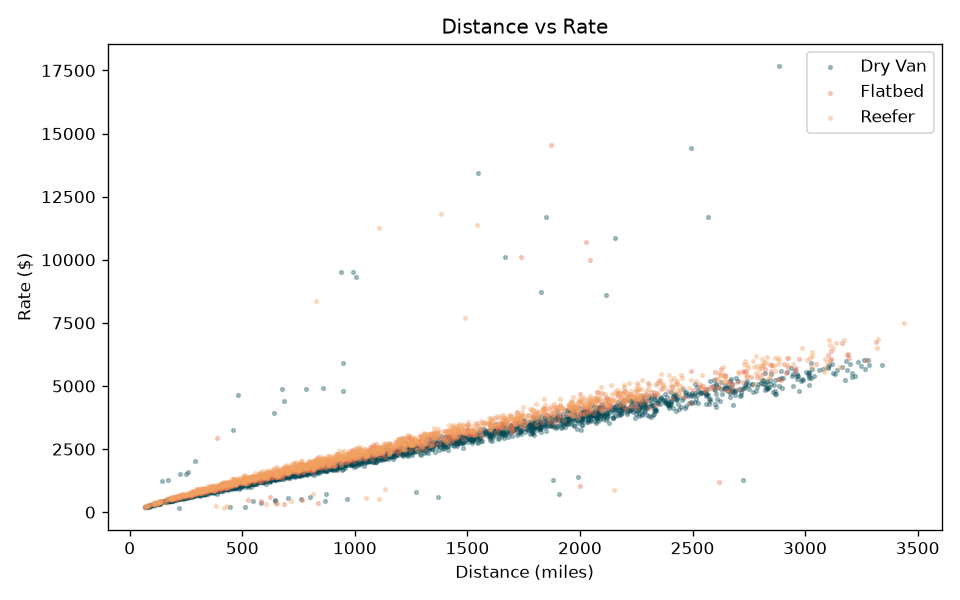 Distance vs Rate
17500
15000
12500
10000
7500
5000
2500
0
Rate ($)
0 500 1000 1500 2000 2500 3000 3500
Distance (miles)
Dry Van
Flatbed
Reefer